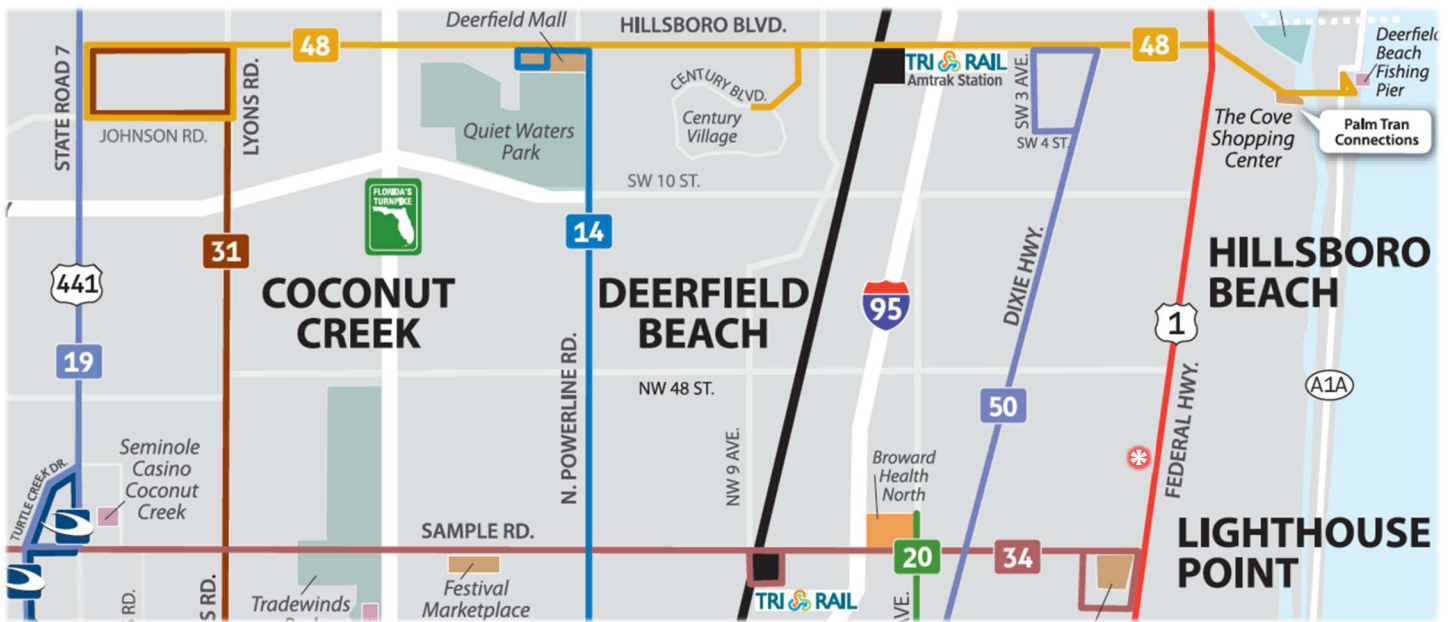 Deerfield Mall
HILLSBORO BLVD.
48
48
Deerfield
Beach
Fishing
Pier
STATE ROAD 7
LYONS RD.
TRI RAIL
Amtrak Station
SW 3 AVE.
CENTURY BLVD.
Century
Village
The Cove
Shopping
Center
Palm Tran
Connections
JOHNSON RD.
Quiet Waters
Park
SW 4 ST.
SW 10 ST.
FLORIDA'S
TURNPIKE
31
14
441
COCONUT
CREEK
DEERFIELD
BEACH
95
DIXIE HWY.
1
HILLSBORO
BEACH
19
N. POWERLINE RD.
NW 48 ST.
50
FEDERAL HWY.
A1A
TURTLE CREEK DR.
Seminole
Casino
Coconut
Creek
NW 9 AVE.
Broward
Health
North
SAMPLE RD.
20
34
LIGHTHOUSE
POINT
Festival
Marketplace
TRI RAIL
Tradewinds
RD.
S RD.
AVE.